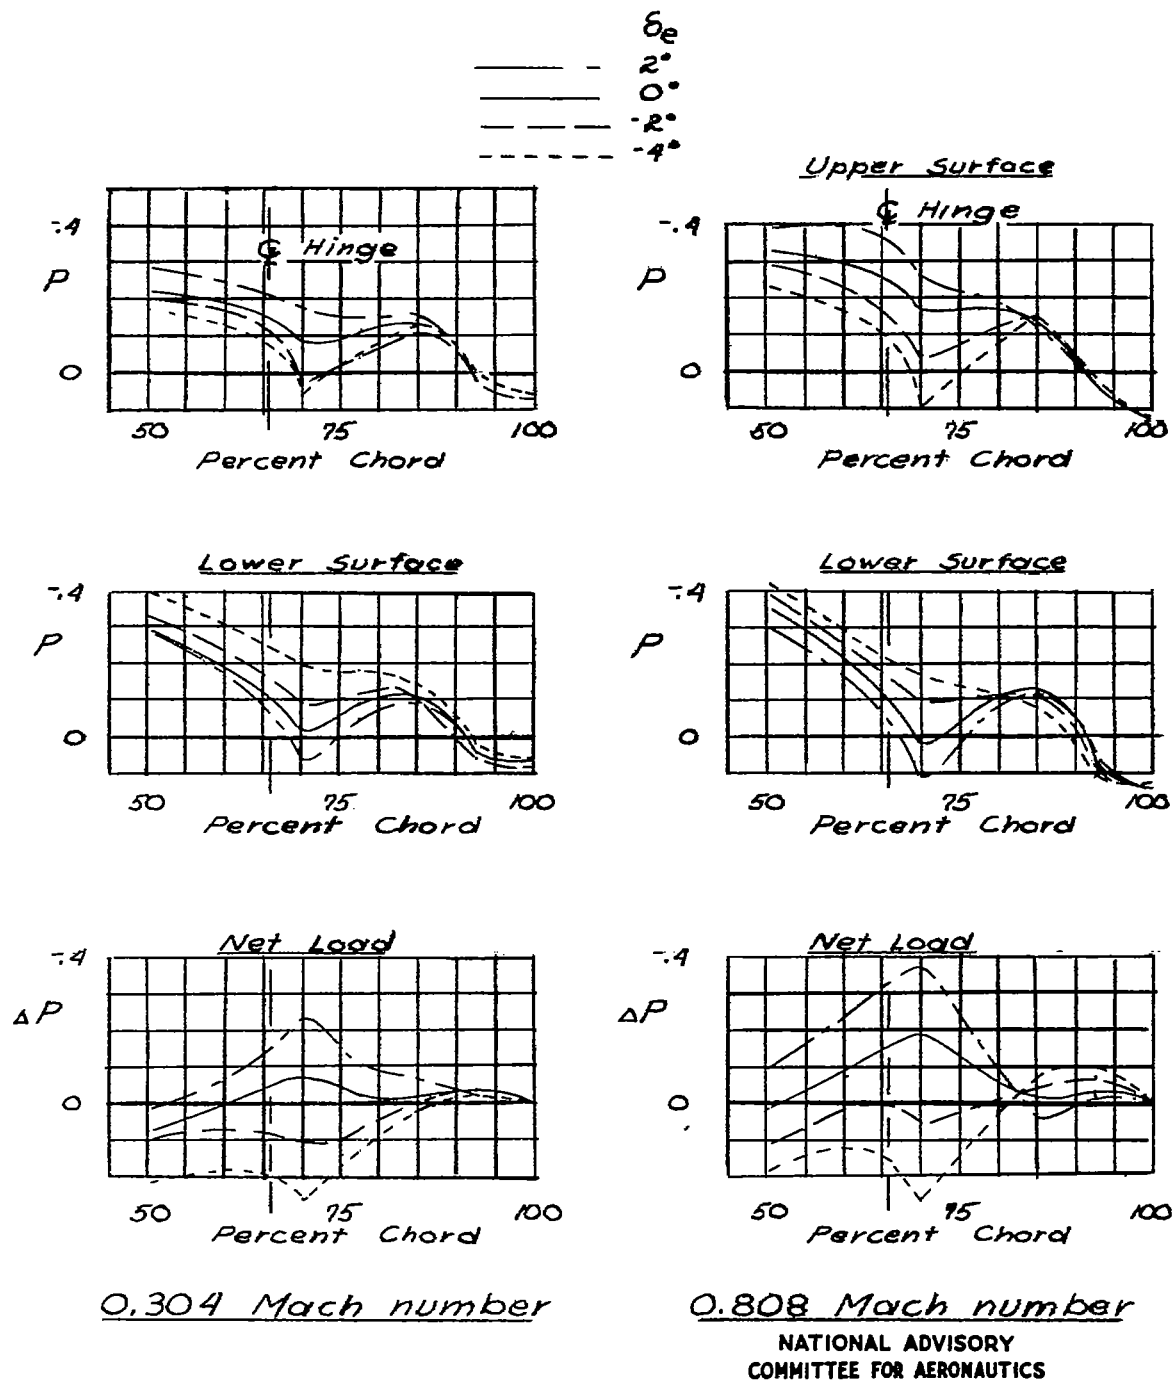 δe
2°
0°
-2°
-4°
Upper Surface
-.4
℄ Hinge
P
0
50 75 100
Percent Chord
-.4
℄ Hinge
P
0
50 75 100
Percent Chord
Lower Surface
-.4
P
0
50 75 100
Percent Chord
Lower Surface
-.4
P
0
50 75 100
Percent Chord
Net Load
-.4
△P
0
50 75 100
Percent Chord
Net Load
-.4
△P
0
50 75 100
Percent Chord
0.304 Mach number
0.808 Mach number
NATIONAL ADVISORY
COMMITTEE FOR AERONAUTICS